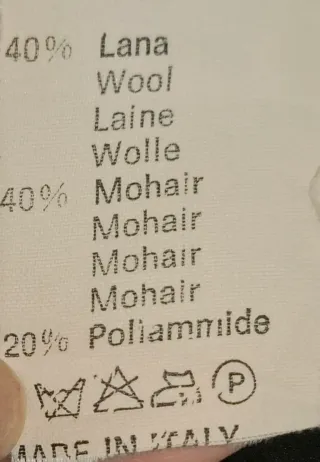 40% Lana
Wool
Laine
Wolle
40% Mohair
Mohair
Mohair
Mohair
20% Poliammide
P
MADE IN ITALY